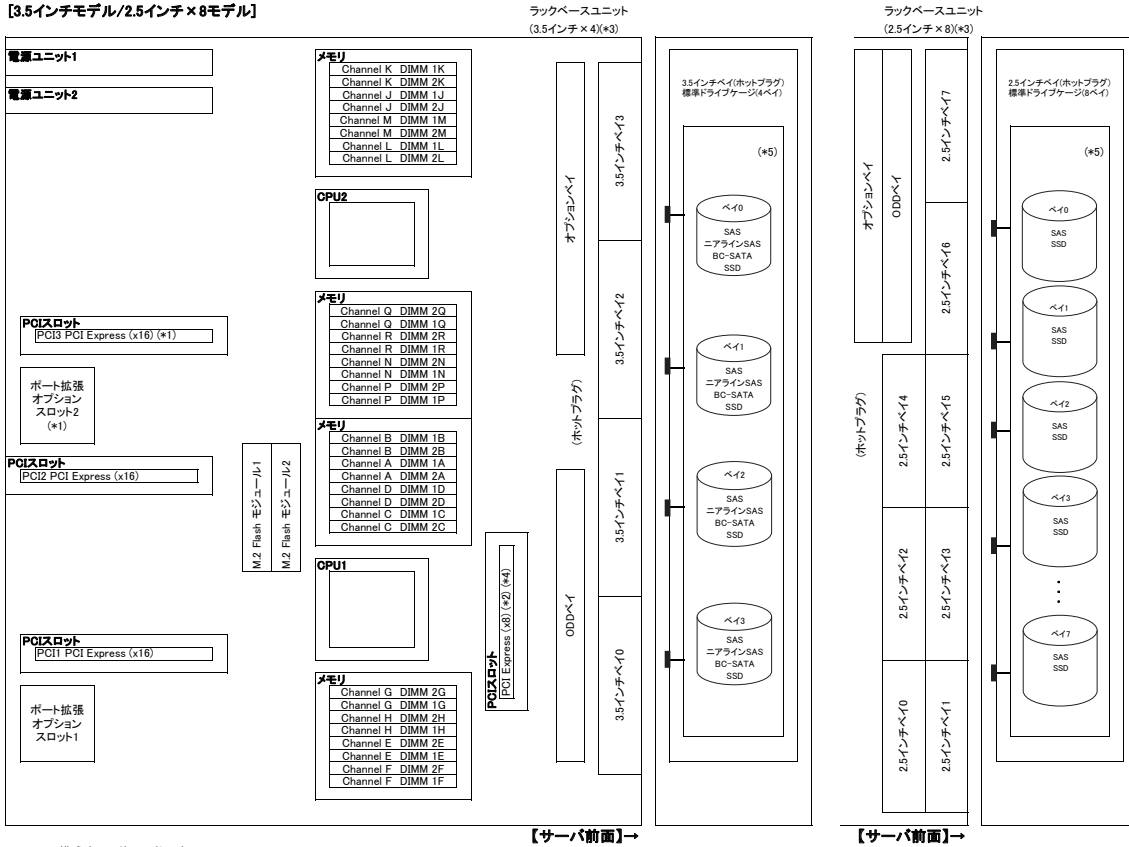 [3.5インチモデル/2.5インチ×8モデル]
電源ユニット1
電源ユニット2
PCIスロット
PCI3 PCI Express (x16) (*1)
ポート拡張
オプション
スロット2
(*1)
PCIスロット
PCI2 PCI Express (x16)
PCIスロット
PCI1 PCI Express (x16)
ポート拡張
オプション
スロット1
M.2 Flash モジュール1
M.2 Flash モジュール2
メモリ
Channel K DIMM 1K
Channel K DIMM 2K
Channel J DIMM 1J
Channel J DIMM 2J
Channel M DIMM 1M
Channel M DIMM 2M
Channel L DIMM 1L
Channel L DIMM 2L
CPU2
メモリ
Channel Q DIMM 2Q
Channel Q DIMM 1Q
Channel R DIMM 2R
Channel R DIMM 1R
Channel N DIMM 2N
Channel N DIMM 1N
Channel P DIMM 2P
Channel P DIMM 1P
メモリ
Channel B DIMM 1B
Channel B DIMM 2B
Channel A DIMM 1A
Channel A DIMM 2A
Channel D DIMM 1D
Channel D DIMM 2D
Channel C DIMM 1C
Channel C DIMM 2C
CPU1
メモリ
Channel G DIMM 2G
Channel G DIMM 1G
Channel H DIMM 2H
Channel H DIMM 1H
Channel E DIMM 2E
Channel E DIMM 1E
Channel F DIMM 2F
Channel F DIMM 1F
PCIスロット
PCI Express (x8) (*2) (*4)
ラックベースユニット
(3.5インチ×4)(*3)
オプションベイ
(ホットプラグ)
ODDベイ
3.5インチベイ3
3.5インチベイ2
3.5インチベイ1
3.5インチベイ0
3.5インチベイ(ホットプラグ)
標準ドライブケージ(4ベイ)
(*5)
ベイ0
SAS
ニアラインSAS
BC-SATA
SSD
ベイ1
SAS
ニアラインSAS
BC-SATA
SSD
ベイ2
SAS
ニアラインSAS
BC-SATA
SSD
ベイ3
SAS
ニアラインSAS
BC-SATA
SSD
【サーバ前面】→
ラックベースユニット
(2.5インチ×8)(*3)
オプションベイ
ODDベイ
(ホットプラグ)
2.5インチベイ7
2.5インチベイ6
2.5インチベイ4
2.5インチベイ5
2.5インチベイ2
2.5インチベイ3
2.5インチベイ0
2.5インチベイ1
2.5インチベイ(ホットプラグ)
標準ドライブケージ(8ベイ)
(*5)
ベイ0
SAS
SSD
ベイ1
SAS
SSD
ベイ2
SAS
SSD
ベイ3
SAS
SSD
ベイ7
SAS
SSD
【サーバ前面】→